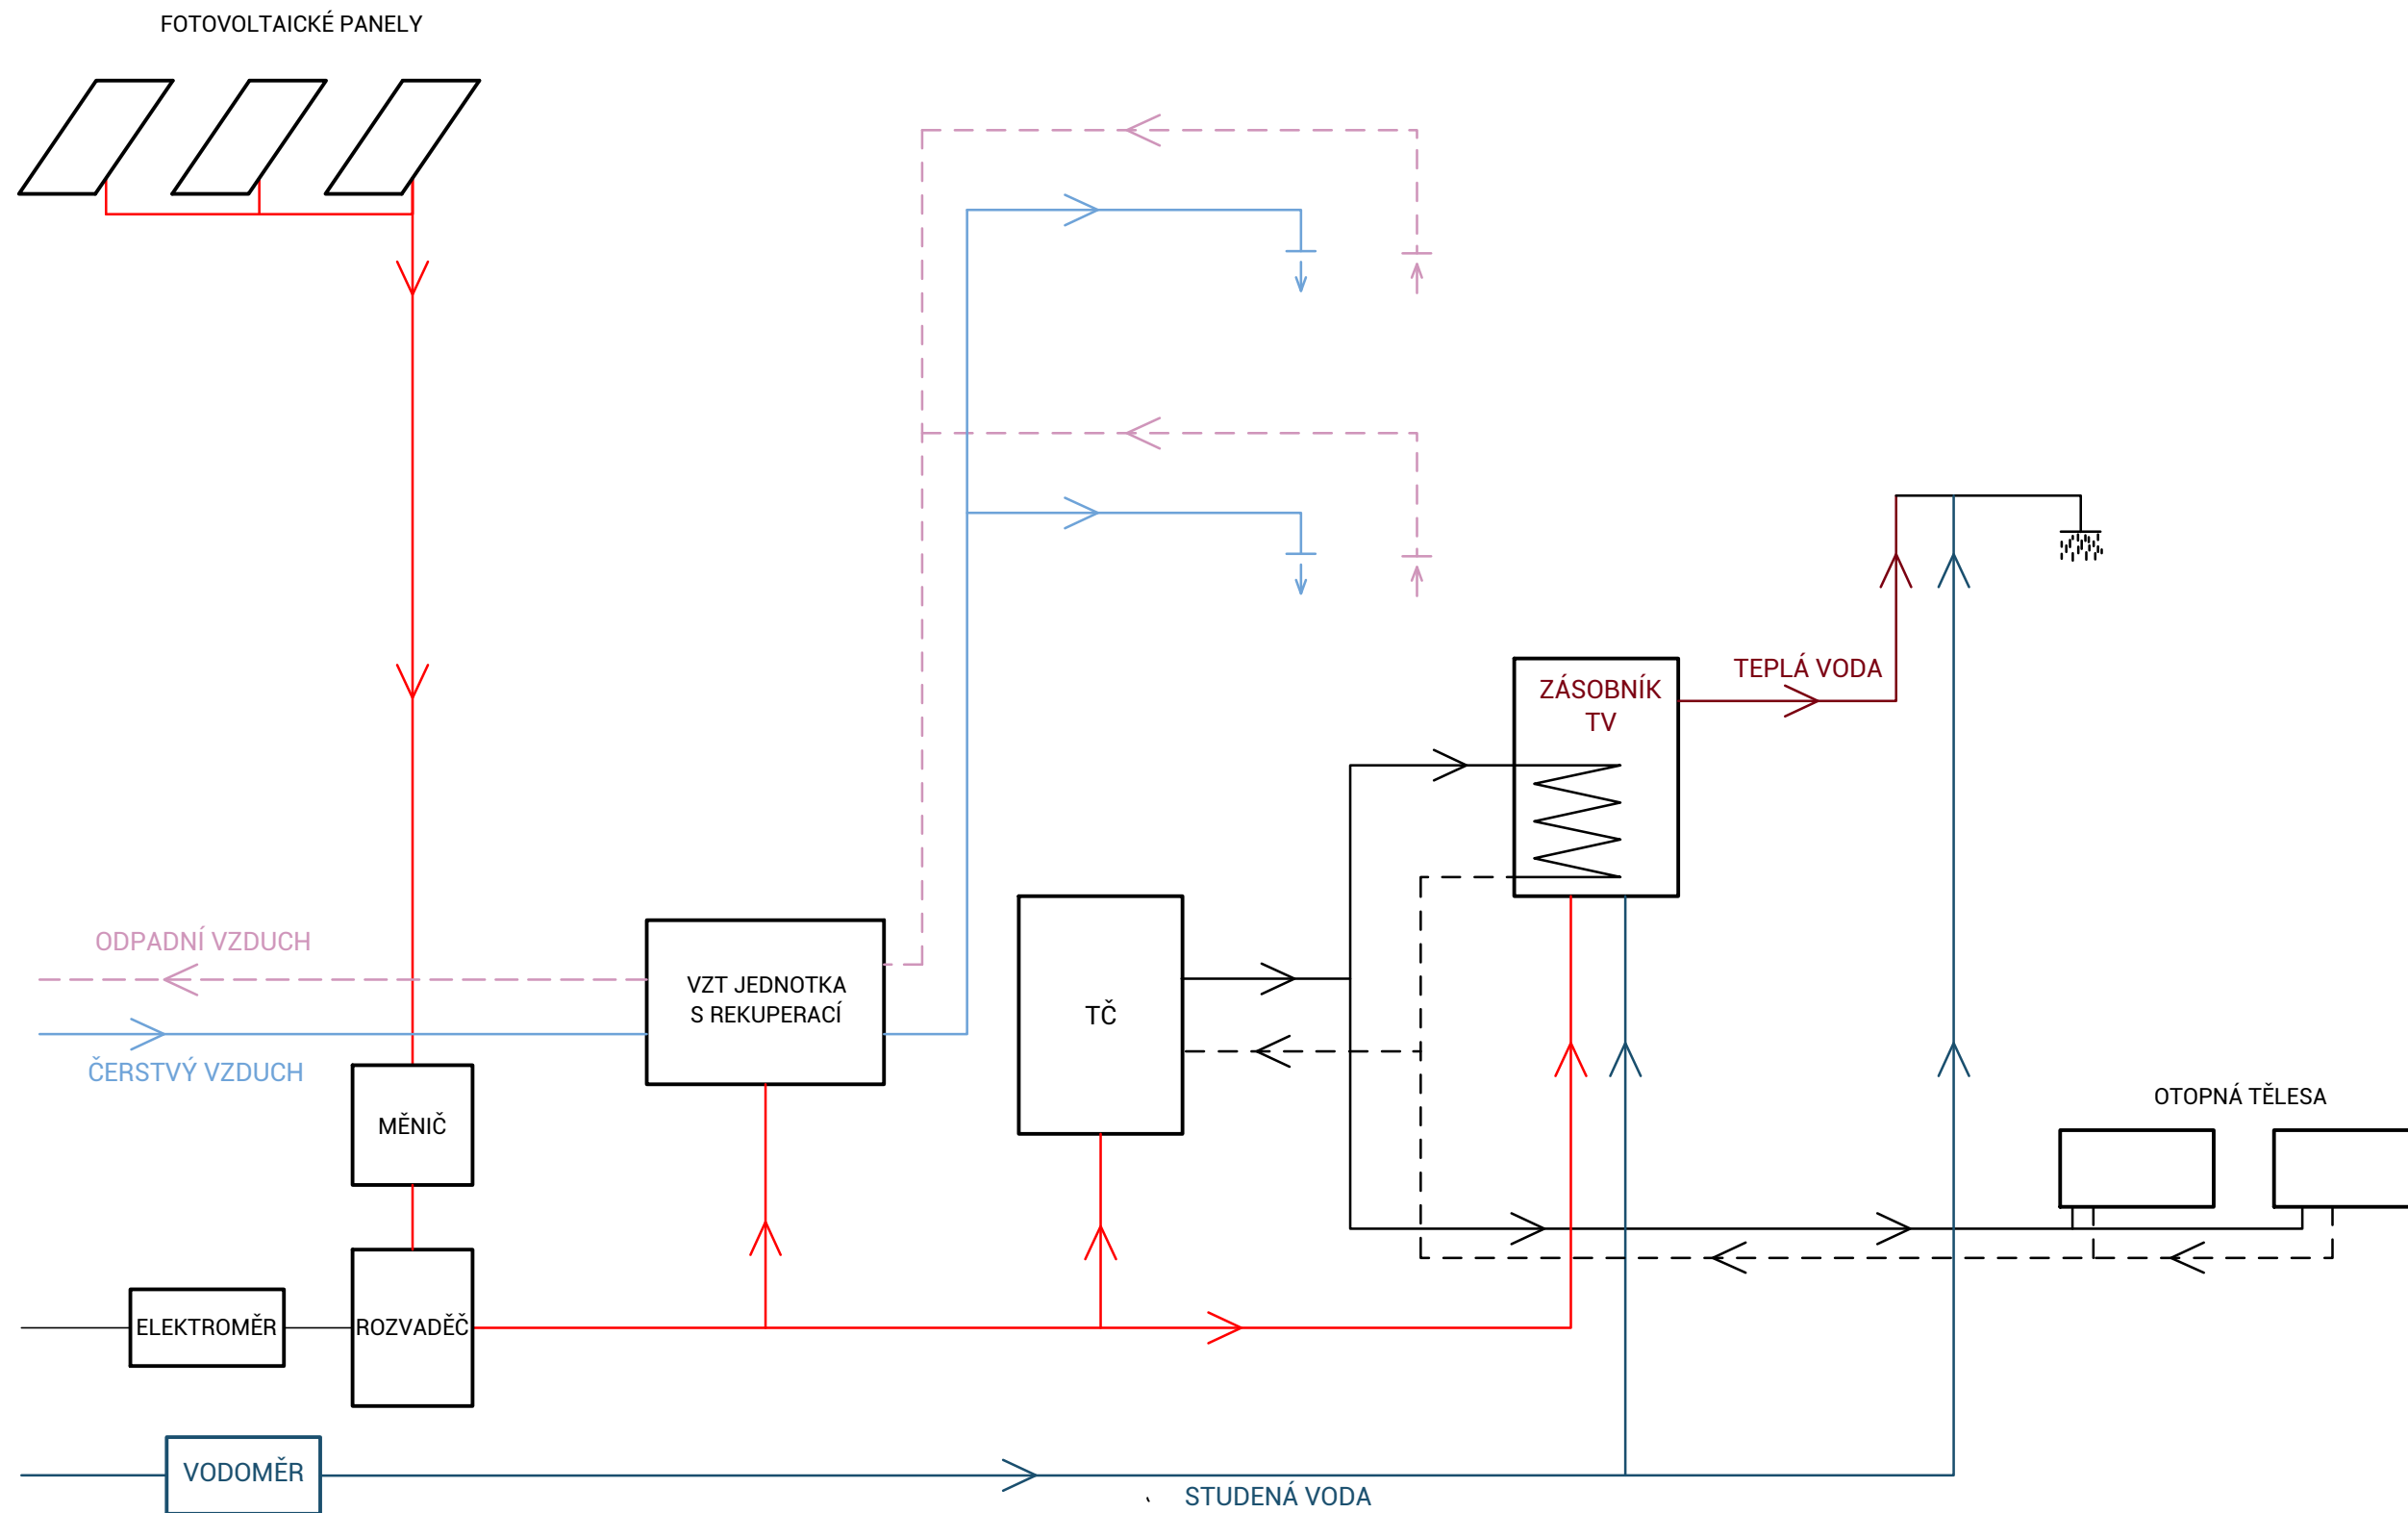 FOTOVOLTAICKÉ PANELY
ZÁSOBNÍK
TV
TEPLÁ VODA
ODPADNÍ VZDUCH
ČERSTVÝ VZDUCH
VZT JEDNOTKA
S REKUPERACÍ
TČ
MĚNIČ
OTOPNÁ TĚLESA
ELEKTROMĚR
ROZVADĚČ
VODOMĚR
STUDENÁ VODA